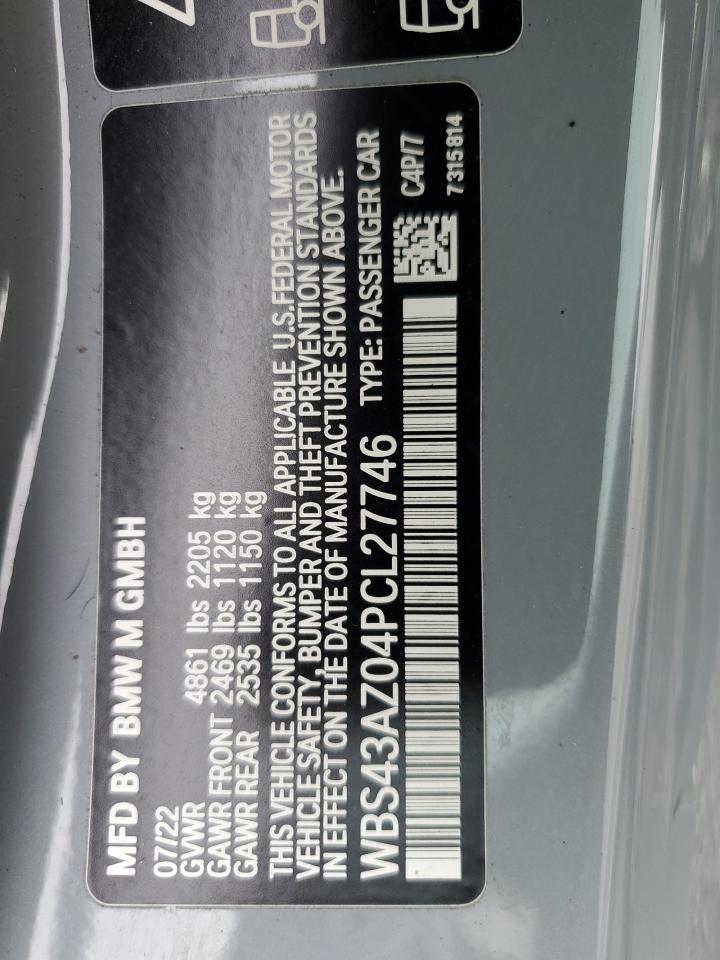 MFD BY BMW M GMBH
07/22
GVWR 4861 lbs 2205 kg
GAWR FRONT 2469 lbs 1120 kg
GAWR REAR 2535 lbs 1150 kg
THIS VEHICLE CONFORMS TO ALL APPLICABLE U.S.FEDERAL MOTOR
VEHICLE SAFETY, BUMPER AND THEFT PREVENTION STANDARDS
IN EFFECT ON THE DATE OF MANUFACTURE SHOWN ABOVE.
WBS43AZ04PCL27746 TYPE: PASSENGER CAR
C4P/7
7315814